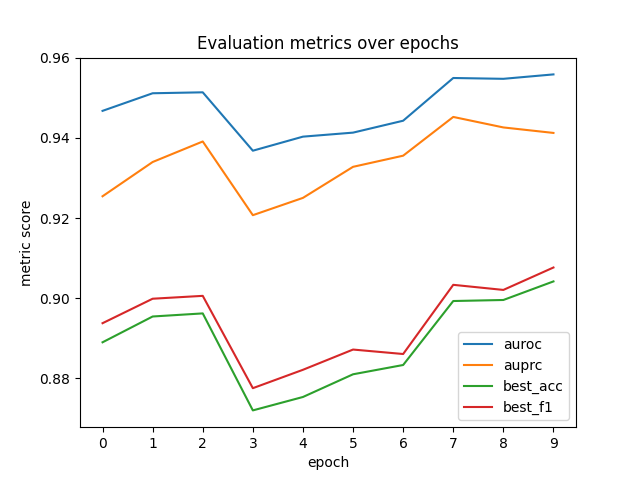 Evaluation metrics over epochs
metric score
0.96
0.94
0.92
0.90
0.88
0 1 2 3 4 5 6 7 8 9
epoch
auroc
auprc
best_acc
best_f1